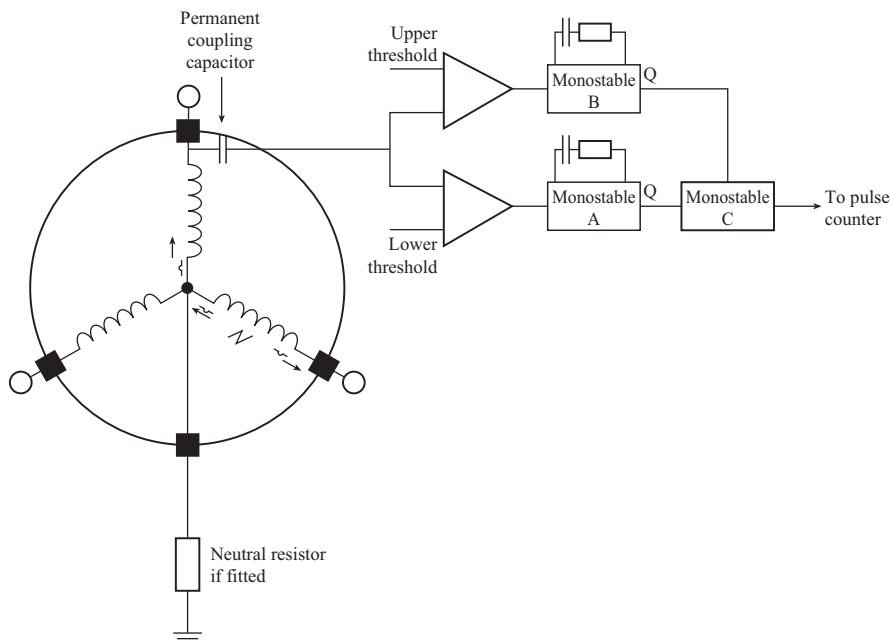 Permanent
coupling
capacitor
Upper
threshold
Monostable
B
Q
Monostable
A
Q
Monostable
C
To pulse
counter
Lower
threshold
Neutral resistor
if fitted